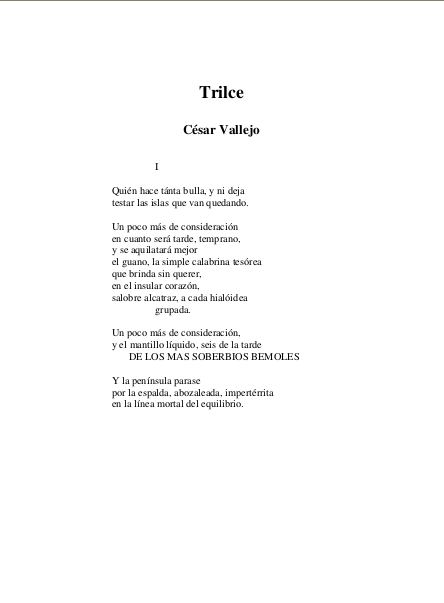 Trilce
César Vallejo
I
Quién hace tánta bulla, y ni deja
testar las islas que van quedando.
Un poco más de consideración
en cuanto será tarde, temprano,
y se aquilatará mejor
el guano, la simple calabrina tesórea
que brinda sin querer,
en el insular corazón,
salobre alcatraz, a cada hialóidea
grupada.
Un poco más de consideración,
y el mantillo líquido, seis de la tarde
DE LOS MAS SOBERBIOS BEMOLES
Y la península parase
por la espalda, abozaleada, impertérrita
en la línea mortal del equilibrio.